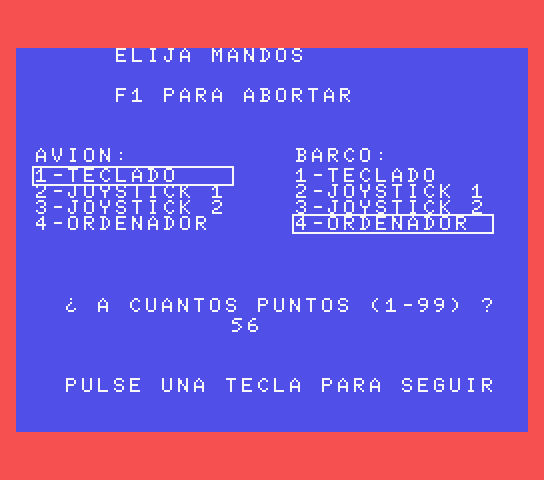 ELIJA MANDOS
F1 PARA ABORTAR
AVION: BARCO:
1-TECLADO 1-TECLADO
2-JOYSTICK 1 2-JOYSTICK 1
3-JOYSTICK 2 3-JOYSTICK 2
4-ORDENADOR 4-ORDENADOR
¿ A CUANTOS PUNTOS (1-99) ?
56
PULSE UNA TECLA PARA SEGUIR